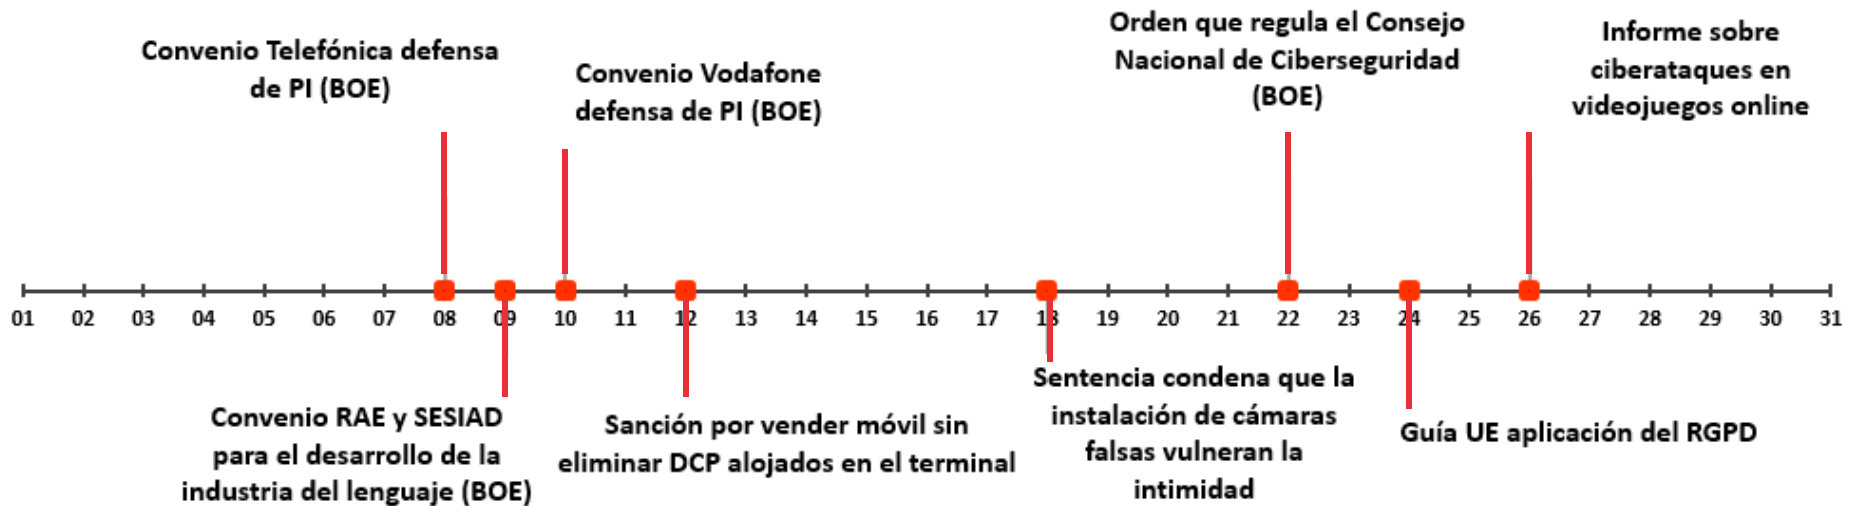 Convenio Telefónica defensa
de PI (BOE)
Convenio Vodafone
defensa de PI (BOE)
Orden que regula el Consejo
Nacional de Ciberseguridad
(BOE)
Informe sobre
ciberataques en
videojuegos online
01 02 03 04 05 06 07 08 09 10 11 12 13 14 15 16 17 18 19 20 21 22 23 24 25 26 27 28 29 30 31
Convenio RAE y SESIAD
para el desarrollo de la
industria del lenguaje (BOE)
Sanción por vender móvil sin
eliminar DCP alojados en el terminal
Sentencia condena que la
instalación de cámaras
falsas vulneran la
intimidad
Guía UE aplicación del RGPD